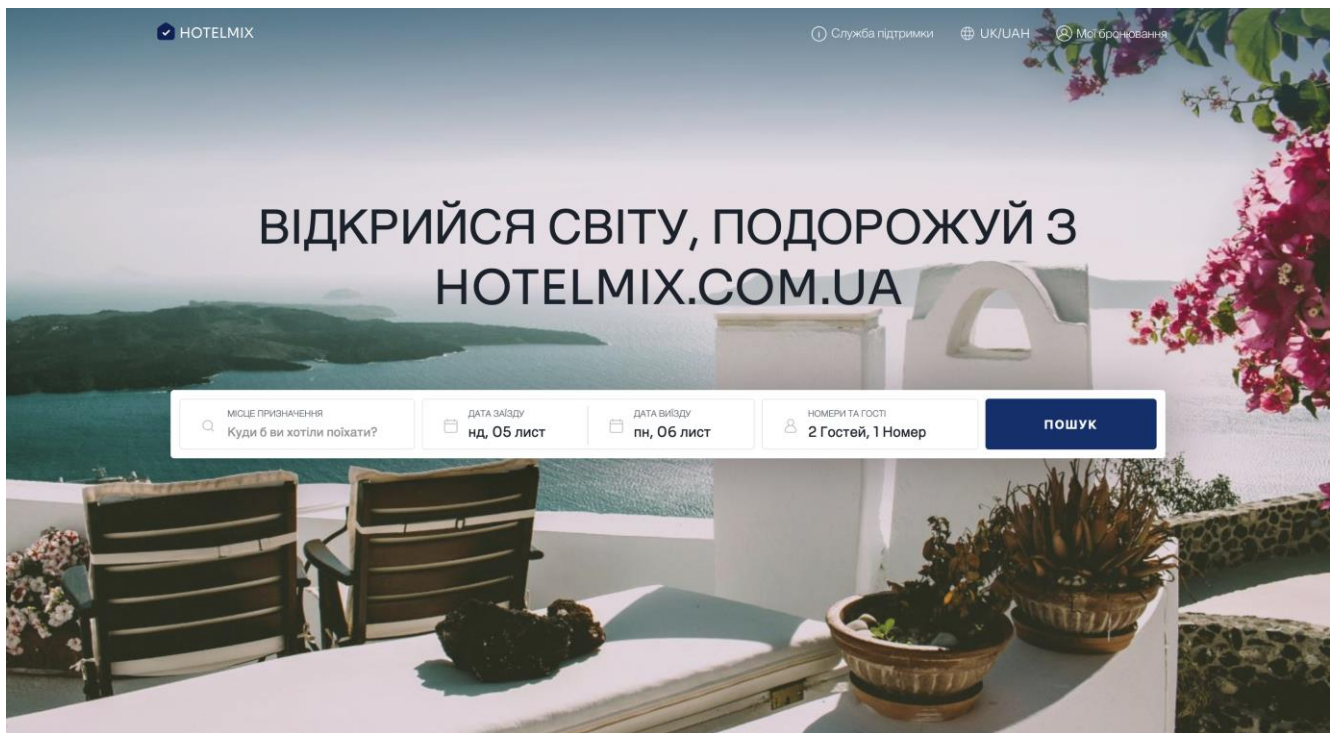 HOTELMIX
Служба підтримки
UK/UAH
Мої бронювання
ВІДКРИЙСЯ СВІТУ, ПОДОРОЖУЙ З
HOTELMIX.COM.UA
МІСЦЕ ПРИЗНАЧЕННЯ
Куди б ви хотіли поїхати?
ДАТА ЗАЇЗДУ
нд, 05 лист
ДАТА ВИЇЗДУ
пн, 06 лист
НОМЕРИ ТА ГОСТІ
2 Гостей, 1 Номер
ПОШУК